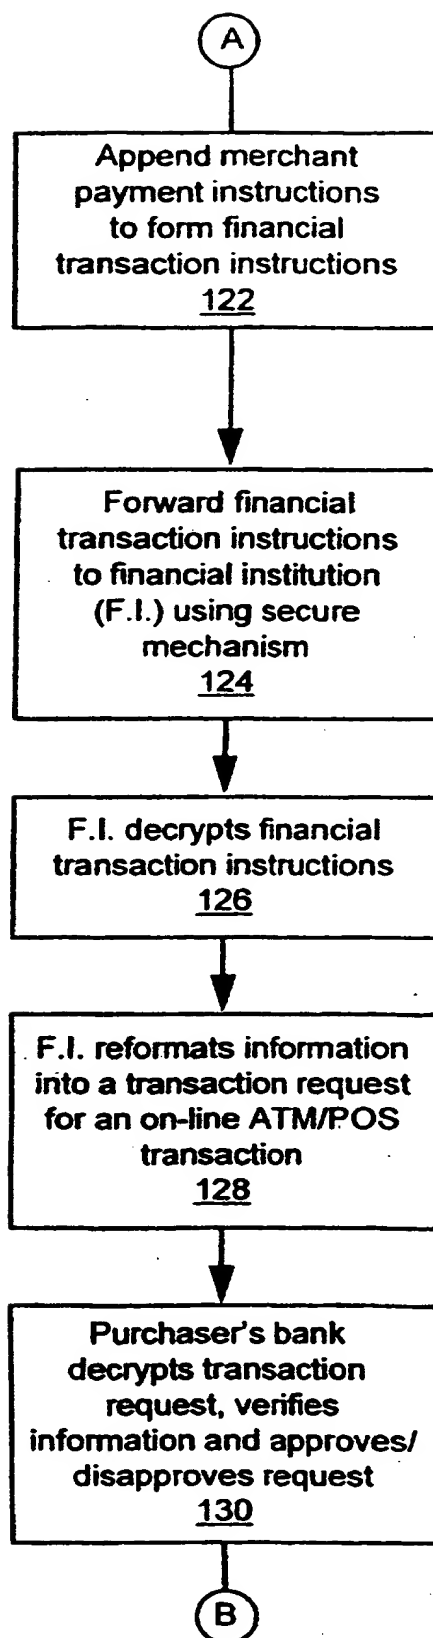 A
Append merchant
payment instructions
to form financial
transaction instructions
122
Forward financial
transaction instructions
to financial institution
(F.I.) using secure
mechanism
124
F.I. decrypts financial
transaction instructions
126
F.I. reformats information
into a transaction request
for an on-line ATM/POS
transaction
128
Purchaser's bank
decrypts transaction
request, verifies
information and approves/
disapproves request
130
B